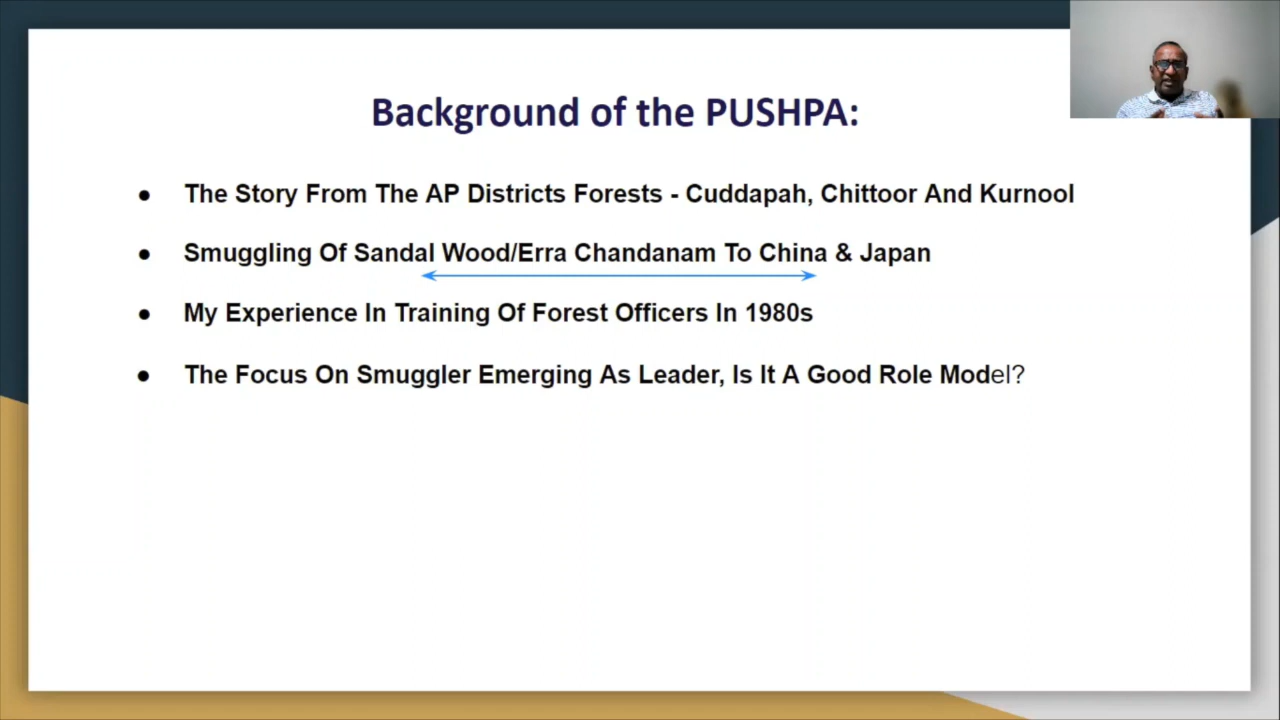 Background of the PUSHPA:
● The Story From The AP Districts Forests - Cuddapah, Chittoor And Kurnool
● Smuggling Of Sandal Wood/Erra Chandanam To China & Japan
● My Experience In Training Of Forest Officers In 1980s
● The Focus On Smuggler Emerging As Leader, Is It A Good Role Model?